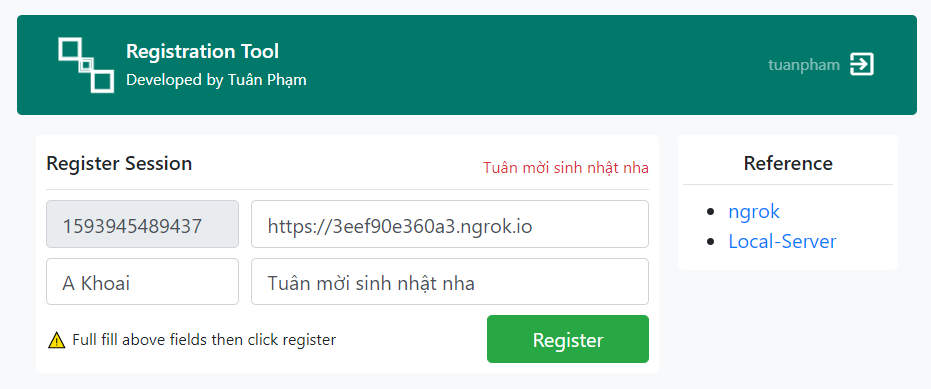 Registration Tool
Developed by Tuân Phạm
tuanpham
Register Session
Tuân mời sinh nhật nha
1593945489437
https://3eef90e360a3.ngrok.io
A Khoai
Tuân mời sinh nhật nha
Full fill above fields then click register
Register
Reference
ngrok
Local-Server